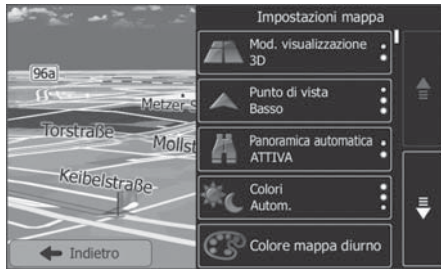 Impostazioni mappa
Mod. visualizzazione
3D
Punto di vista
Basso
Panoramica automatica
ATTIVA
Colori
Autom.
Colore mappa diurno
96a
Metzer S
Torstraße
Mollst
Keibelstraße
Indietro